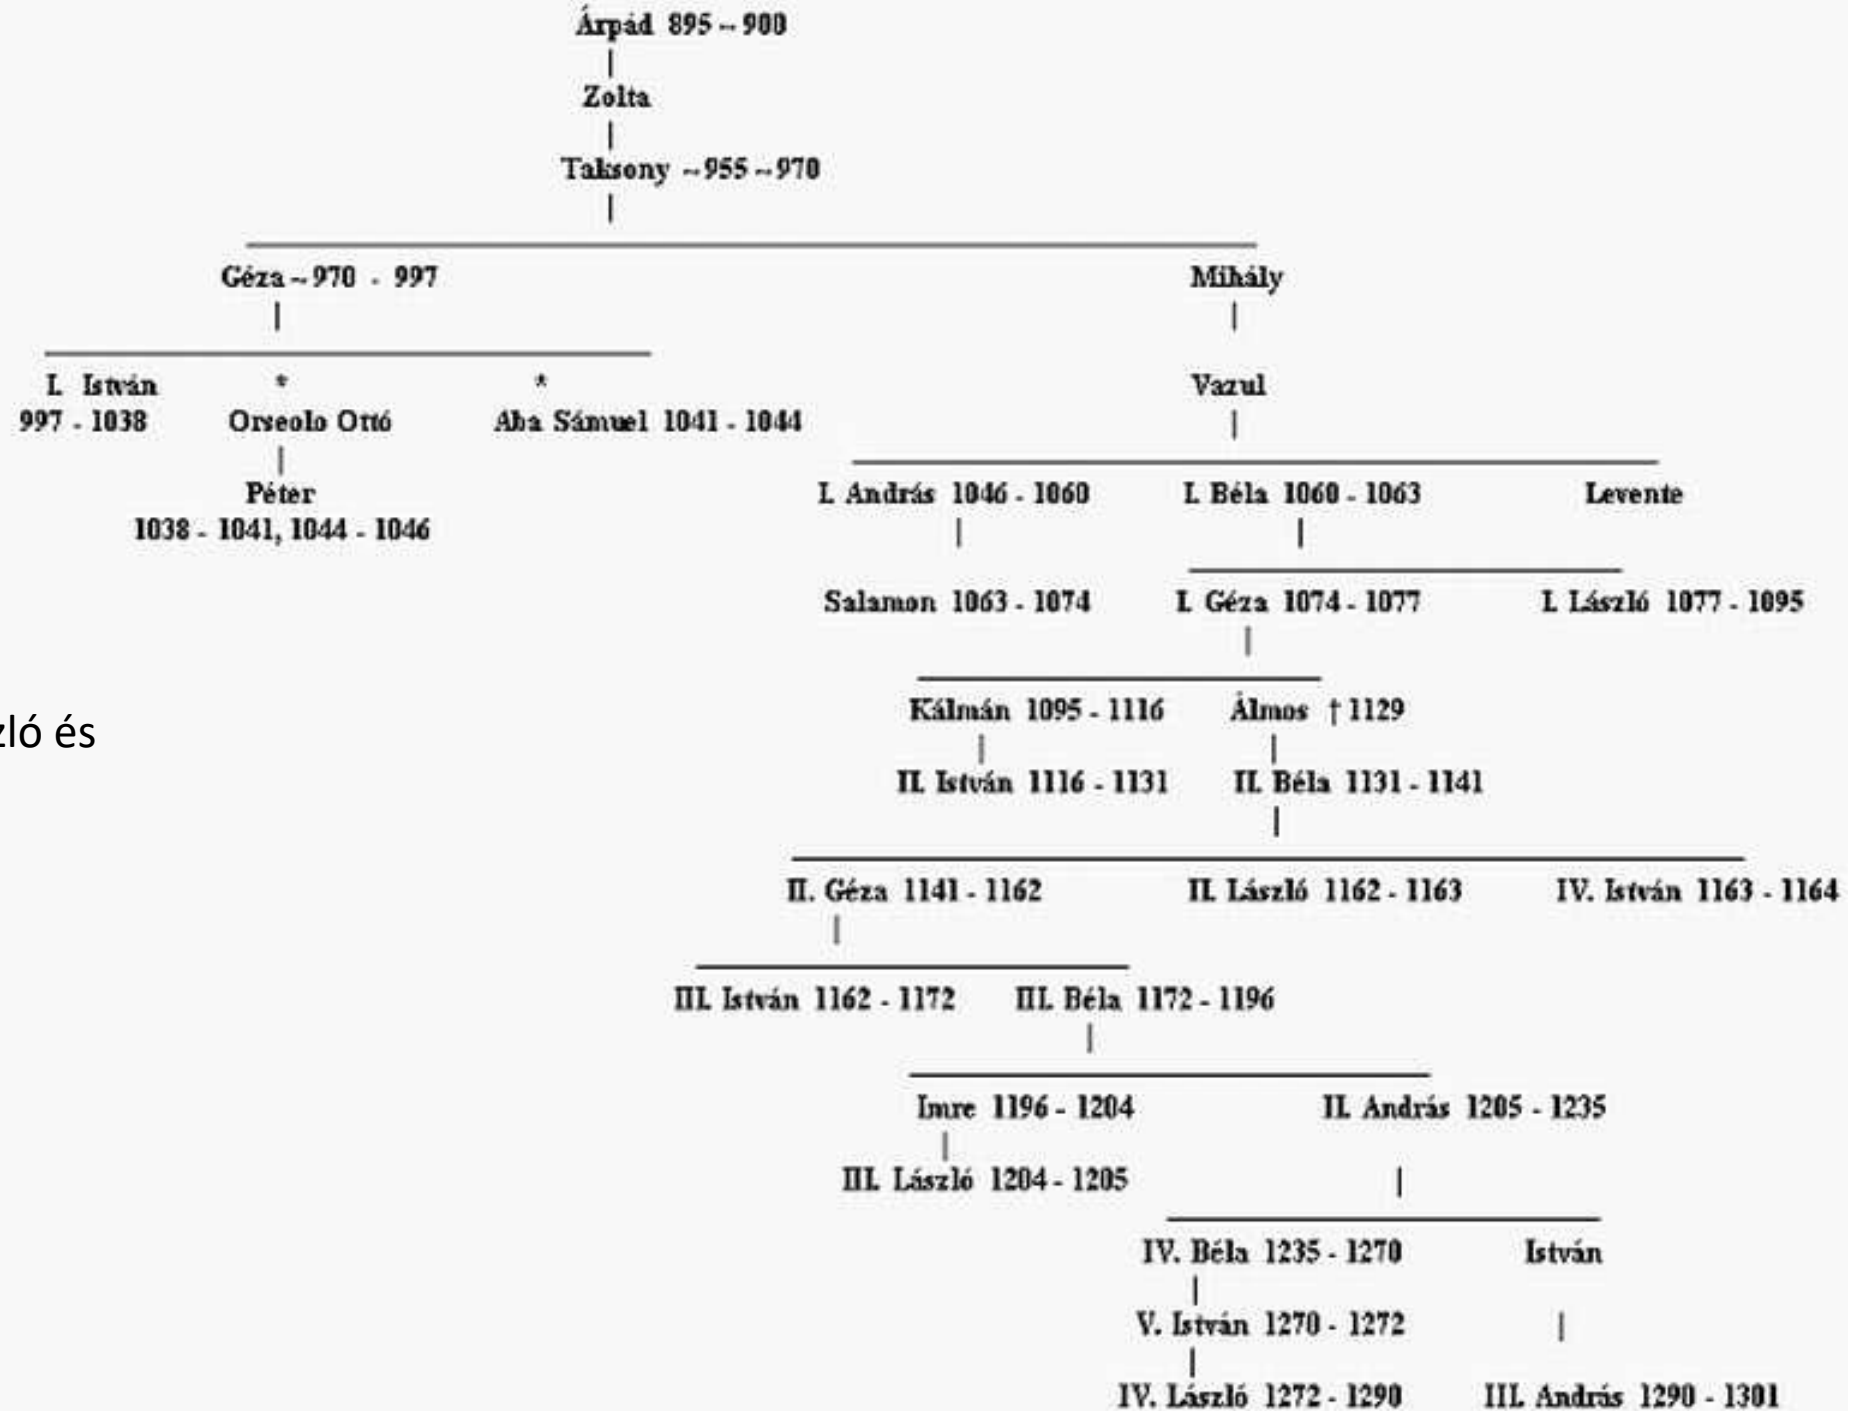 Árpád 895 – 900
Zolta
Taksony ~955 ~970
Géza ~970 - 997 Mihály
I. István * * Vazul
997 - 1038 Orseolo Ottó Aba Sámuel 1041 - 1044
Péter I. András 1046 - 1060 I. Béla 1060 - 1063 Levente
1038 - 1041, 1044 - 1046
Salamon 1063 - 1074 I. Géza 1074 - 1077 I. László 1077 - 1095
Kálmán 1095 - 1116 Álmos † 1129
zló és
II. István 1116 - 1131 II. Béla 1131 - 1141
II. Géza 1141 - 1162 II. László 1162 - 1163 IV. István 1163 - 1164
III. István 1162 - 1172 III. Béla 1172 - 1196
Imre 1196 - 1204 II. András 1205 - 1235
III. László 1204 - 1205
IV. Béla 1235 - 1270 István
V. István 1270 - 1272
IV. László 1272 - 1290 III. András 1290 - 1301